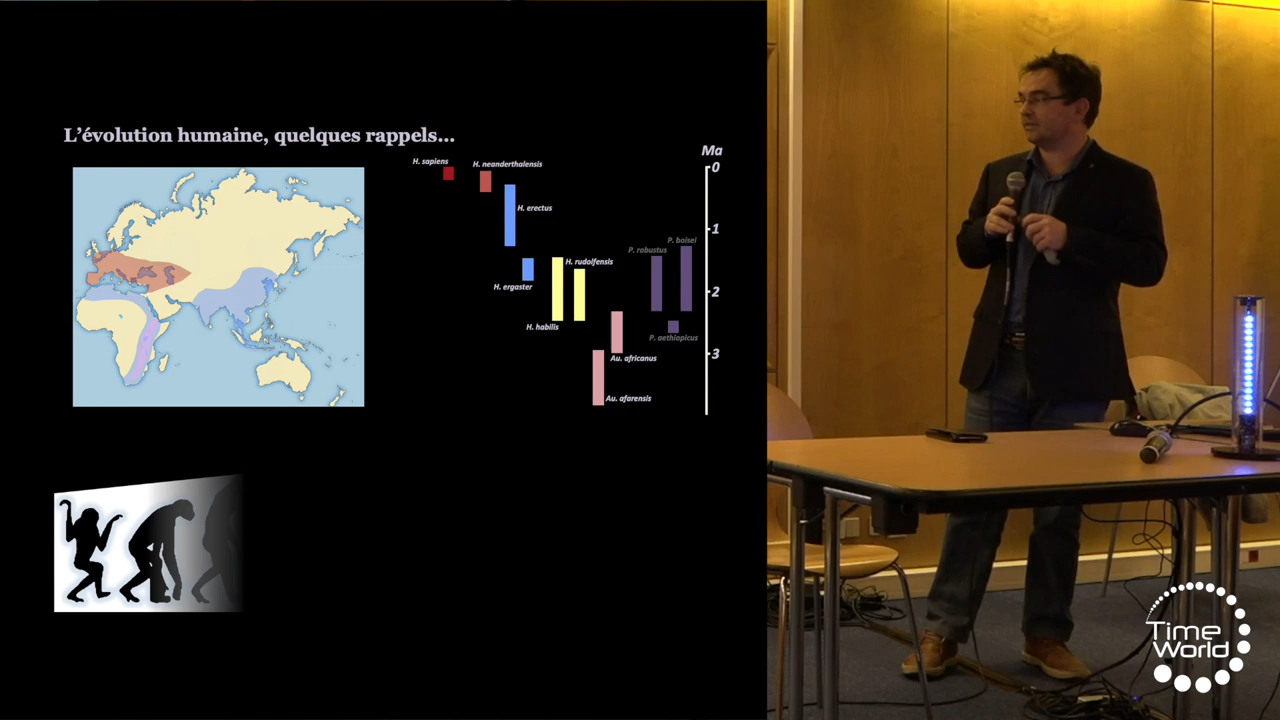 L'évolution humaine, quelques rappels...
Ma
H. sapiens
H. neanderthalensis
0
H. erectus
1
P. boisei
P. robustus
H. rudolfensis
H. ergaster
2
H. habilis
P. aethiopicus
3
Au. africanus
Au. afarensis
Time
World